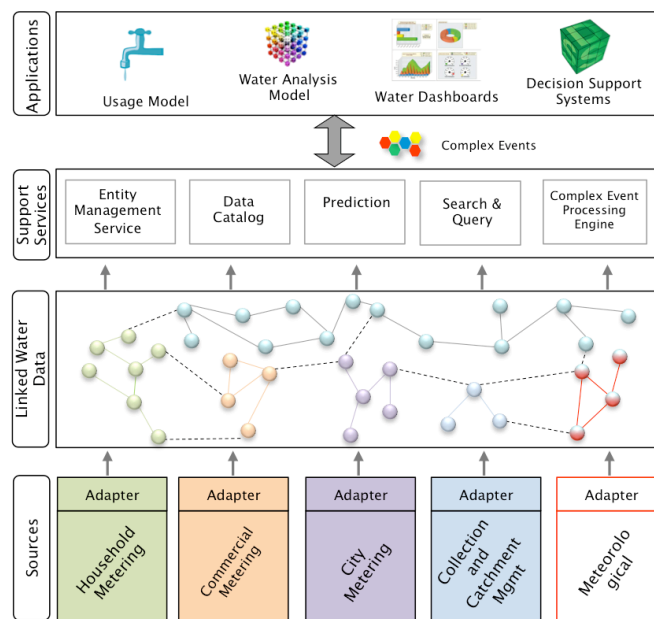 Applications
Usage Model
Water Analysis
Model
Water Dashboards
Decision Support
Systems
Complex Events
Support
Services
Entity
Management
Service
Data
Catalog
Prediction
Search &
Query
Complex Event
Processing
Engine
Linked Water
Data
Sources
Adapter
Household
Metering
Adapter
Commercial
Metering
Adapter
City
Metering
Adapter
Collection
and
Catchment
Mgmt
Adapter
Meteorolo
gical